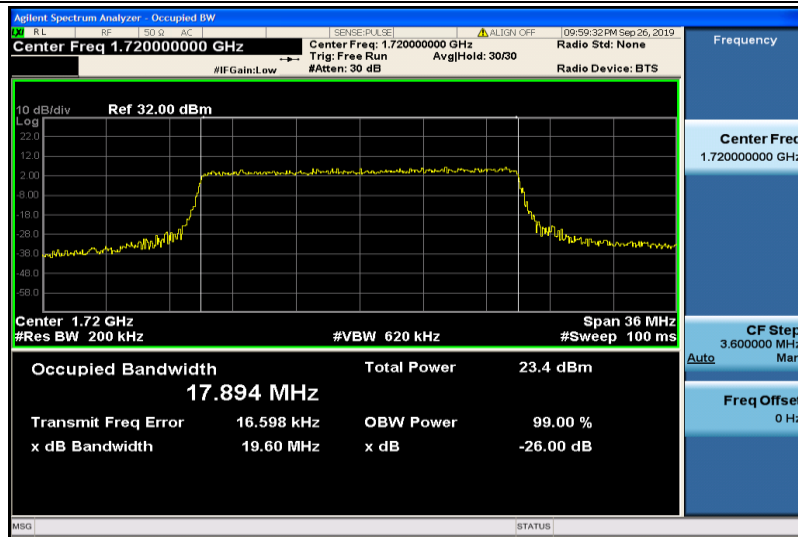 Agilent Spectrum Analyzer - Occupied BW
LXI RL RF 50 Ω AC SENSE:PULSE ALIGN OFF 09:59:32 PM Sep 26, 2019
Center Freq 1.720000000 GHz
Center Freq: 1.720000000 GHz Radio Std: None
Trig: Free Run Avg|Hold: 30/30
#IFGain:Low #Atten: 30 dB Radio Device: BTS
10 dB/div Ref 32.00 dBm
Log
22.0
12.0
2.00
-8.00
-18.0
-28.0
-38.0
-48.0
-58.0
Center 1.72 GHz Span 36 MHz
#Res BW 200 kHz #VBW 620 kHz #Sweep 100 ms
Occupied Bandwidth Total Power 23.4 dBm
17.894 MHz
Transmit Freq Error 16.598 kHz OBW Power 99.00 %
x dB Bandwidth 19.60 MHz x dB -26.00 dB
MSG STATUS
Frequency
Center Freq
1.720000000 GHz
CF Step
3.600000 MHz
Auto Man
Freq Offset
0 Hz